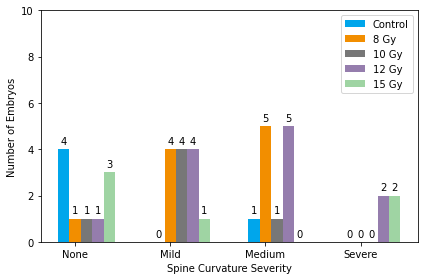 10
8
6
4
2
0
Number of Embryos
Control
8 Gy
10 Gy
12 Gy
15 Gy
4 1 1 1 3
0 4 4 4 1
1 5 1 5 0
0 0 0 2 2
None Mild Medium Severe
Spine Curvature Severity